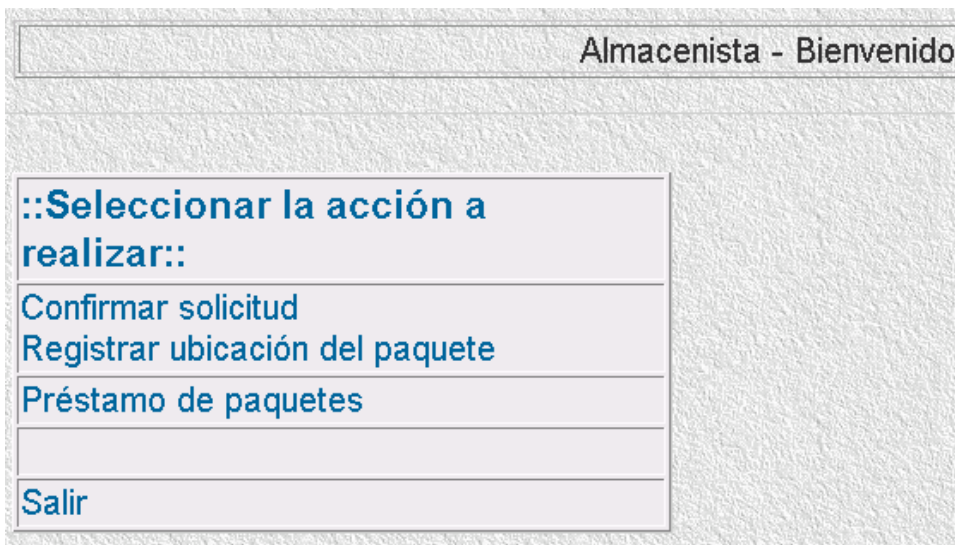 Almacenista - Bienvenido
::Seleccionar la acción a
realizar::
Confirmar solicitud
Registrar ubicación del paquete
Préstamo de paquetes
Salir